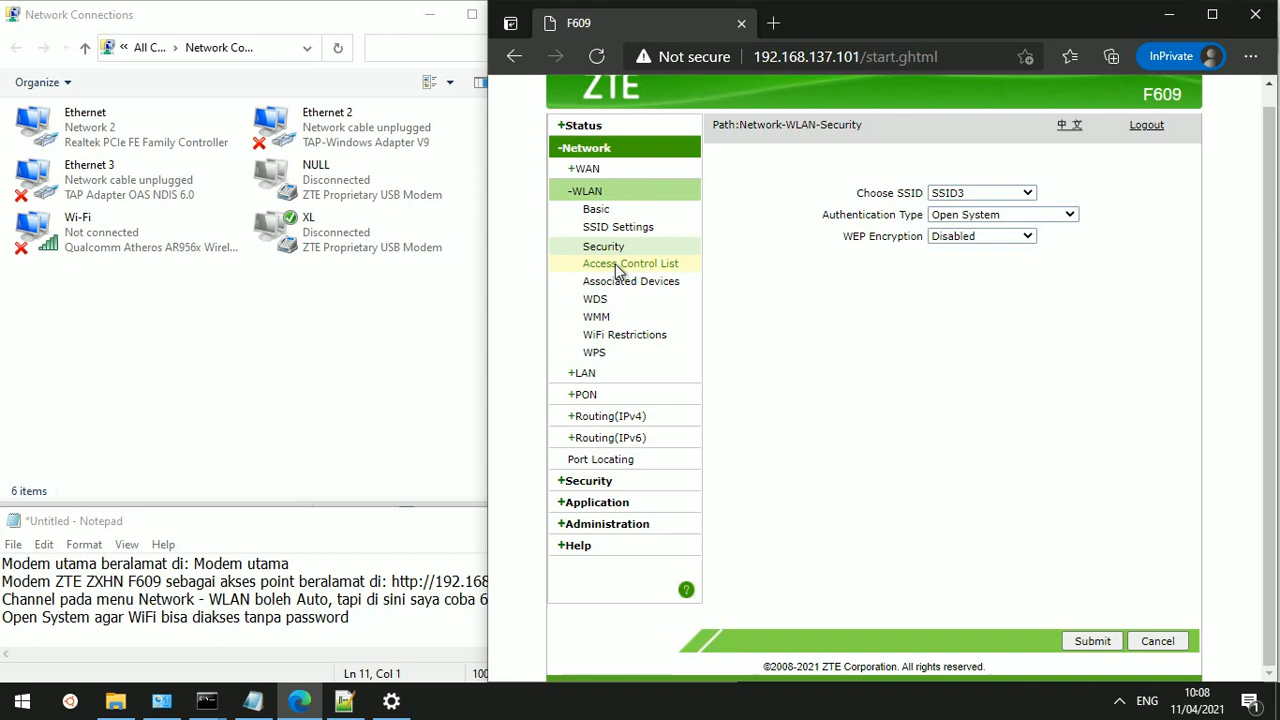 Network Connections
All C...
Network Co...
Organize
Ethernet
Network 2
Realtek PCIe FE Family Controller
Ethernet 2
Network cable unplugged
TAP-Windows Adapter V9
Ethernet 3
Network cable unplugged
TAP Adapter OAS NDIS 6.0
NULL
Disconnected
ZTE Proprietary USB Modem
Wi-Fi
Not connected
Qualcomm Atheros AR956x Wirel...
XL
Disconnected
ZTE Proprietary USB Modem
6 items
*Untitled - Notepad
File Edit Format View Help
Modem utama beralamat di: Modem utama
Modem ZTE ZXHN F609 sebagai akses point beralamat di: http://192.168
Channel pada menu Network - WLAN boleh Auto, tapi di sini saya coba 6
Open System agar WiFi bisa diakses tanpa password
Ln 11, Col 1
100
F609
Not secure
192.168.137.101/start.ghtml
InPrivate
ZTE
F609
+Status
-Network
+WAN
-WLAN
Basic
SSID Settings
Security
Access Control List
Associated Devices
WDS
WMM
WiFi Restrictions
WPS
+LAN
+PON
+Routing(IPv4)
+Routing(IPv6)
Port Locating
+Security
+Application
+Administration
+Help
?
Path:Network-WLAN-Security
中文
Logout
Choose SSID SSID3
Authentication Type Open System
WEP Encryption Disabled
Submit
Cancel
©2008-2021 ZTE Corporation. All rights reserved.
ENG
10:08
11/04/2021
1